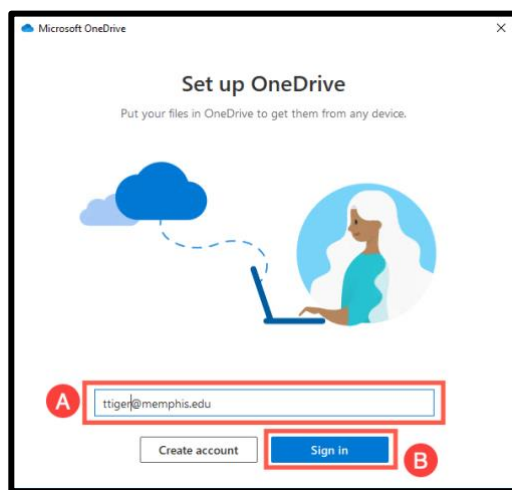 Microsoft OneDrive
Set up OneDrive
Put your files in OneDrive to get them from any device.
A
ttiger@memphis.edu
Create account
Sign in
B